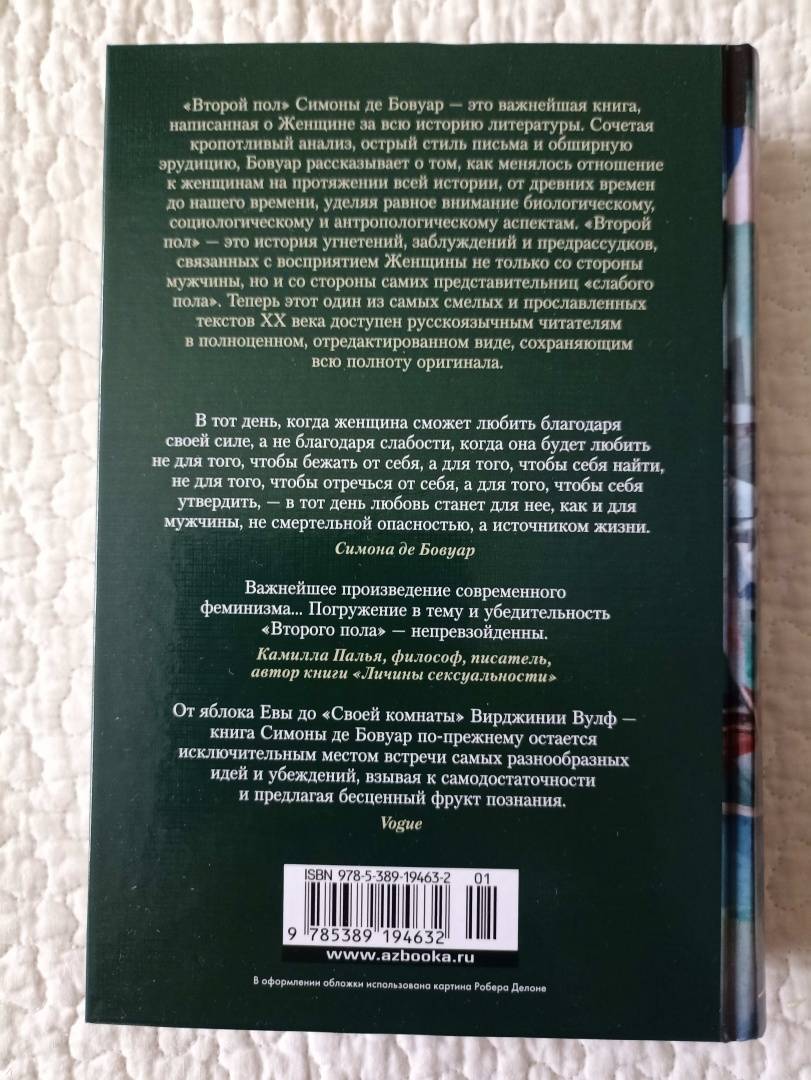 «Второй пол» Симоны де Бовуар — это важнейшая книга,
написанная о Женщине за всю историю литературы. Сочетая
кропотливый анализ, острый стиль письма и обширную
эрудицию, Бовуар рассказывает о том, как менялось отношение
к женщинам на протяжении всей истории, от древних времен
до нашего времени, уделяя равное внимание биологическому,
социологическому и антропологическому аспектам. «Второй
пол» — это история угнетений, заблуждений и предрассудков,
связанных с восприятием Женщины не только со стороны
мужчины, но и со стороны самих представительниц «слабого
пола». Теперь этот один из самых смелых и прославленных
текстов XX века доступен русскоязычным читателям
в полноценном, отредактированном виде, сохраняющим
всю полноту оригинала.
В тот день, когда женщина сможет любить благодаря
своей силе, а не благодаря слабости, когда она будет любить
не для того, чтобы бежать от себя, а для того, чтобы себя найти,
не для того, чтобы отречься от себя, а для того, чтобы себя
утвердить, — в тот день любовь станет для нее, как и для
мужчины, не смертельной опасностью, а источником жизни.
Симона де Бовуар
Важнейшее произведение современного
феминизма... Погружение в тему и убедительность
«Второго пола» — непревзойденны.
Камилла Палья, философ, писатель,
автор книги «Личины сексуальности»
От яблока Евы до «Своей комнаты» Вирджинии Вулф —
книга Симоны де Бовуар по-прежнему остается
исключительным местом встречи самых разнообразных
идей и убеждений, взывая к самодостаточности
и предлагая бесценный фрукт познания.
Vogue
ISBN 978-5-389-19463-2 01
9 785389 194632
www.azbooka.ru
В оформлении обложки использована картина Робера Делоне